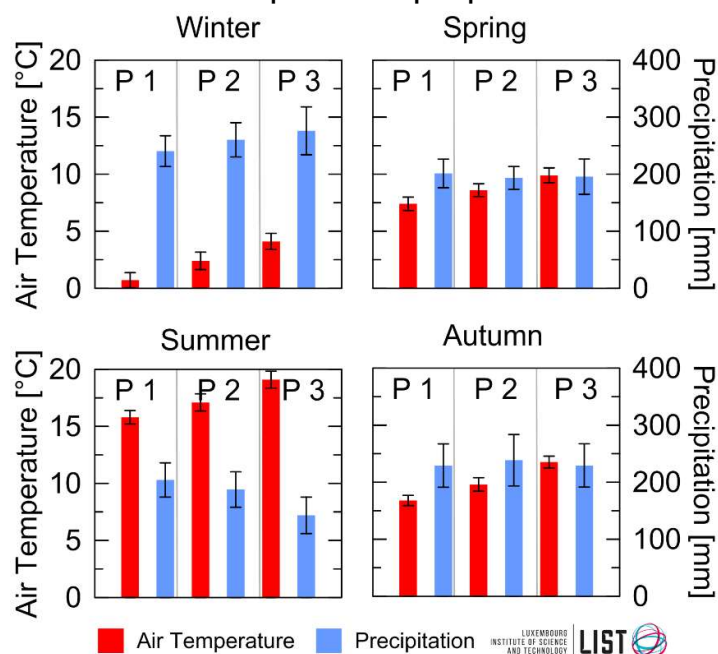 Winter
Spring
Air Temperature [°C]
20
15
10
5
0
P 1
P 2
P 3
P 1
P 2
P 3
400
300
200
100
0
Precipitation [mm]
Summer
Autumn
Air Temperature [°C]
20
15
10
5
0
P 1
P 2
P 3
P 1
P 2
P 3
400
300
200
100
0
Precipitation [mm]
Air Temperature
Precipitation
LUXEMBOURG
INSTITUTE OF SCIENCE
AND TECHNOLOGY
LIST